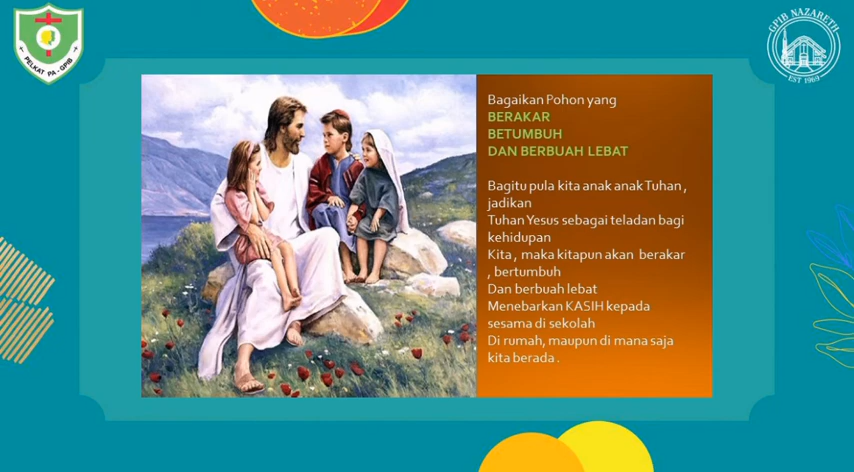 PELKAT PA - GPIB
GPIB NAZARETH
EST 1969
Bagaikan Pohon yang
BERAKAR
BETUMBUH
DAN BERBUAH LEBAT
Bagitu pula kita anak anak Tuhan ,
jadikan
Tuhan Yesus sebagai teladan bagi
kehidupan
Kita , maka kitapun akan berakar
, bertumbuh
Dan berbuah lebat
Menebarkan KASIH kepada
sesama di sekolah
Di rumah, maupun di mana saja
kita berada .